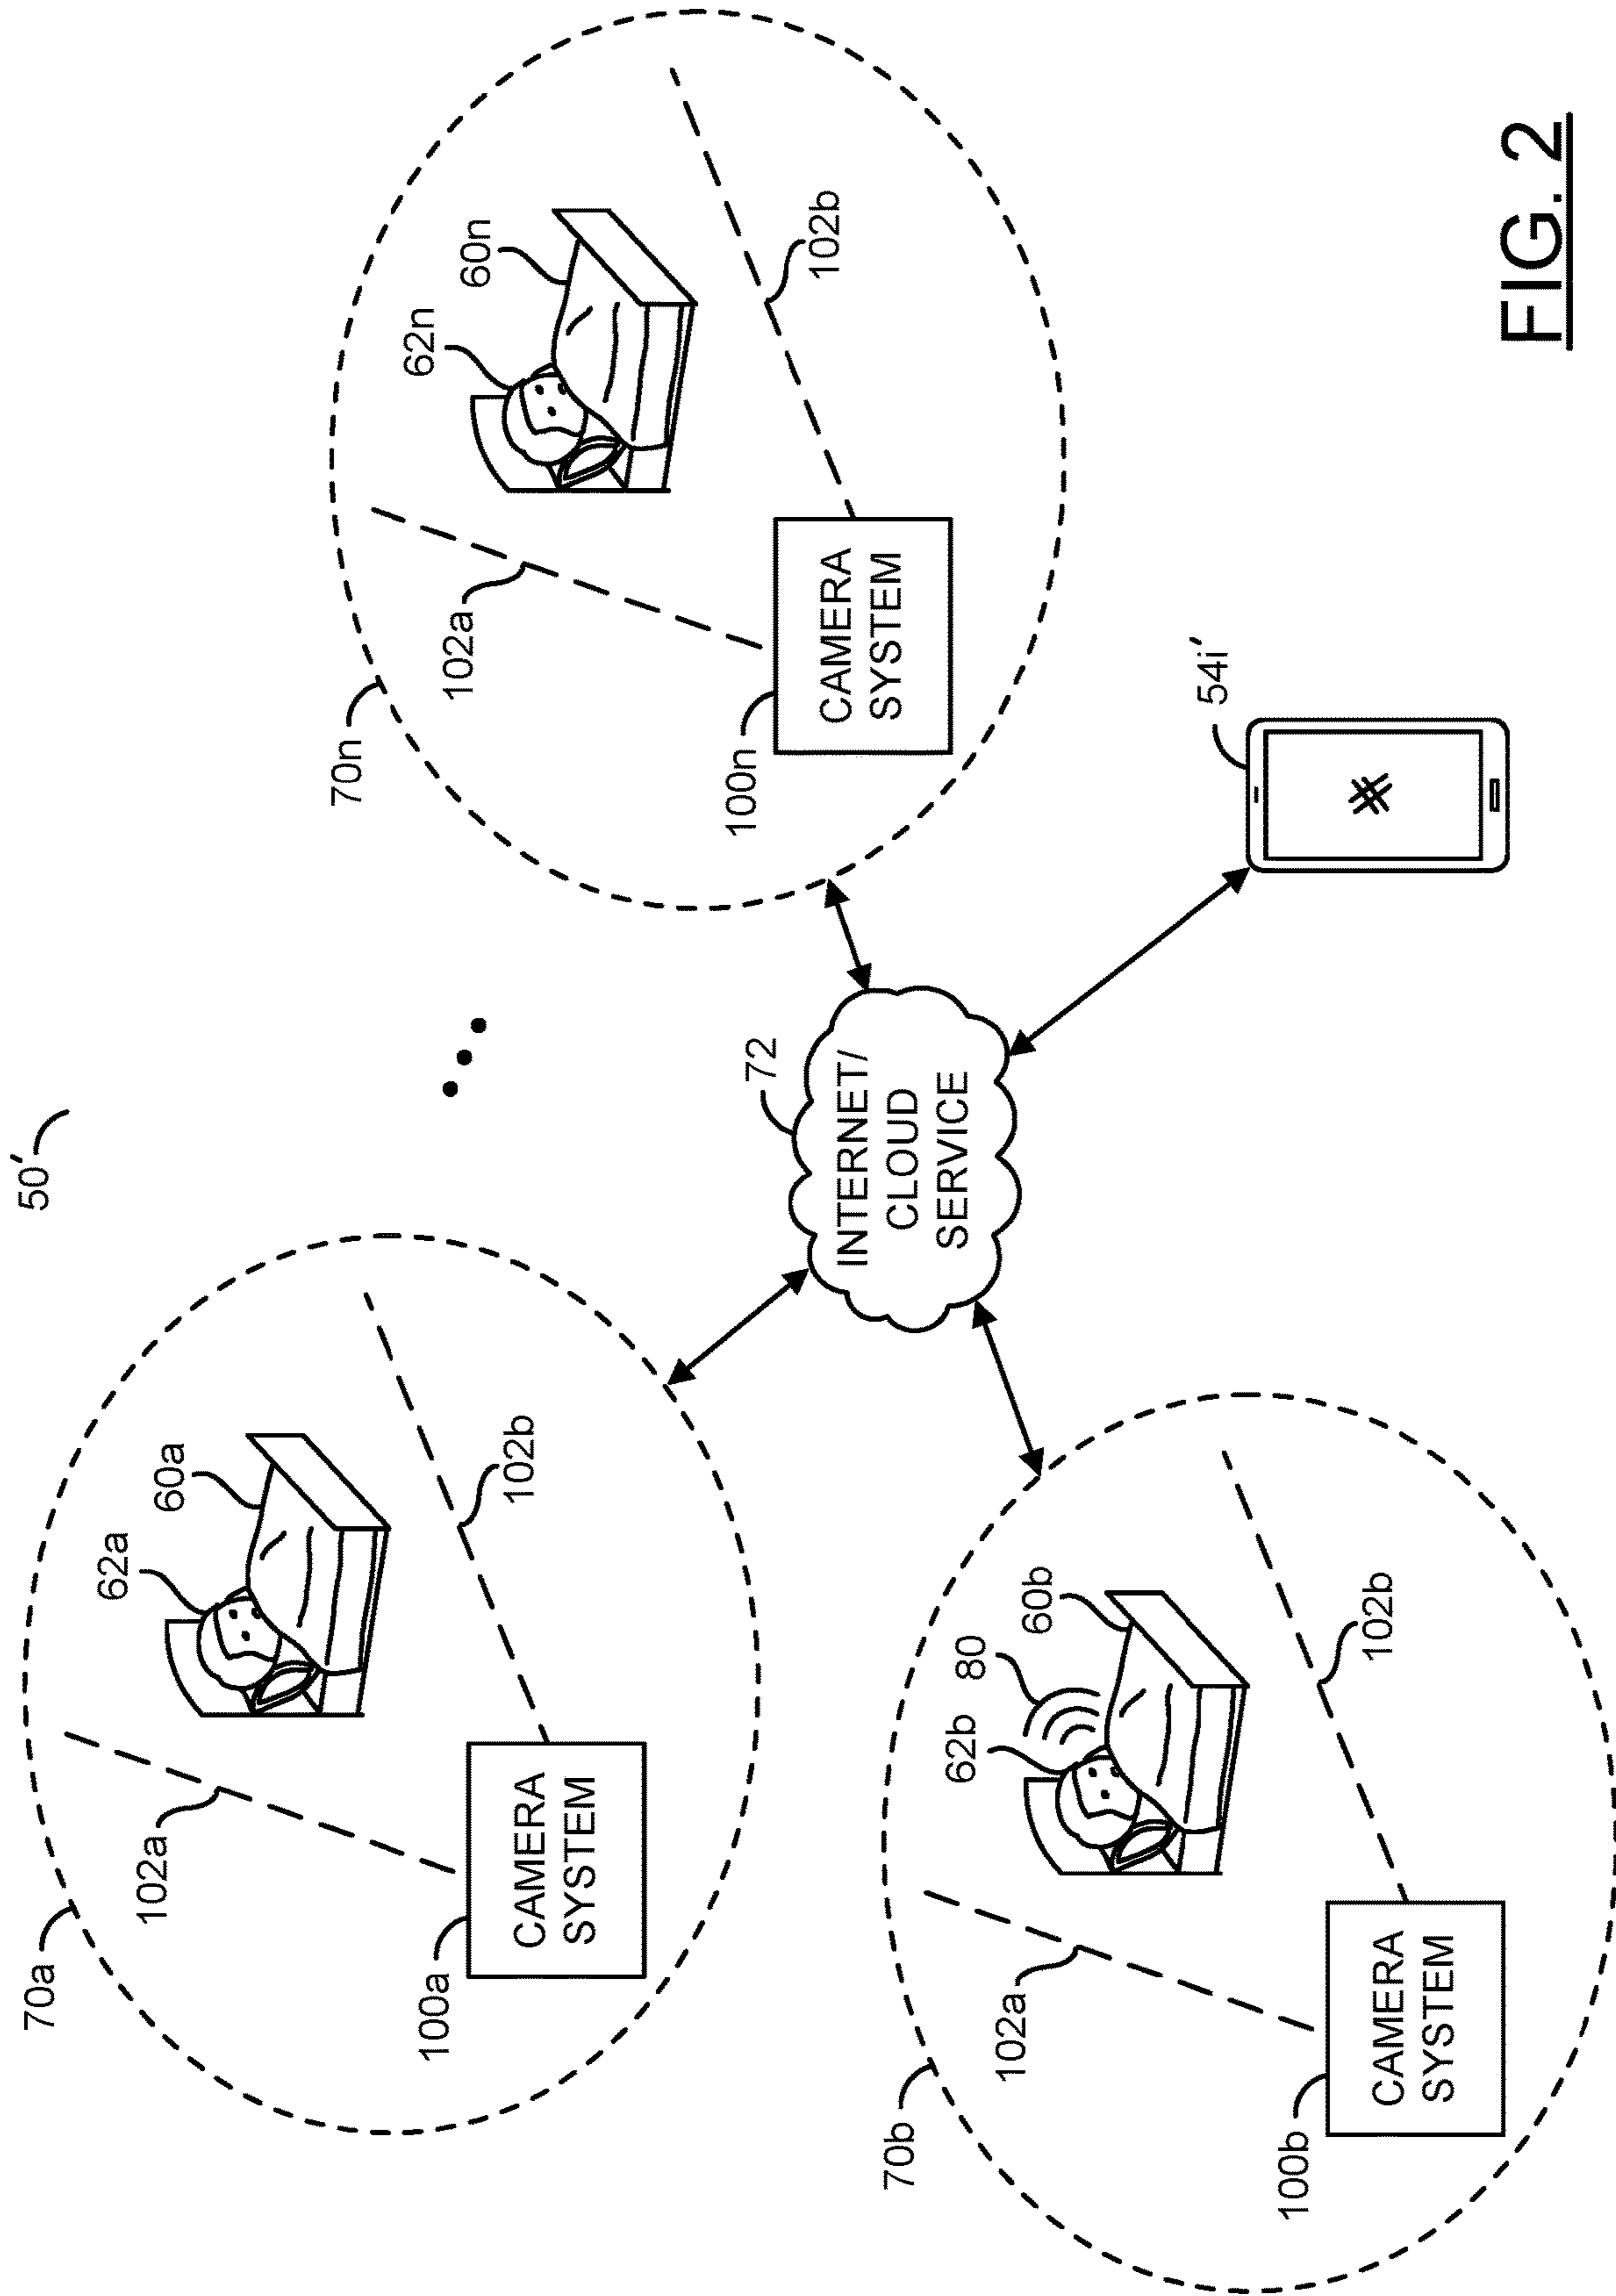 50′
70a
62a
60a
102a
102b
100a
CAMERA
SYSTEM
70n
62n
60n
102a
102b
100n
CAMERA
SYSTEM
72
INTERNET/
CLOUD
SERVICE
70b
62b
80
60b
102a
102b
100b
CAMERA
SYSTEM
54i′
FIG. 2